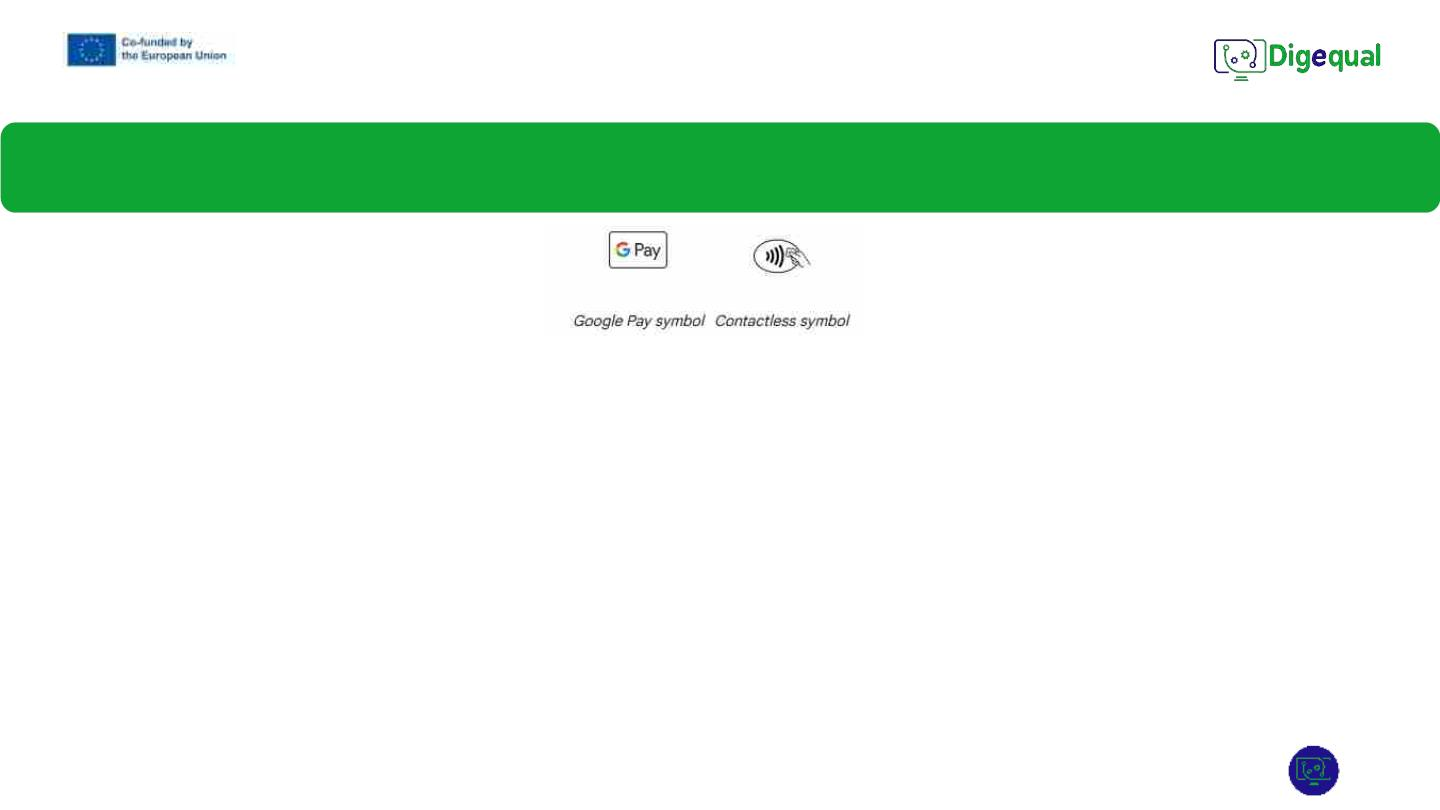 Co-funded by
the European Union
Digequal
G Pay
Google Pay symbol Contactless symbol